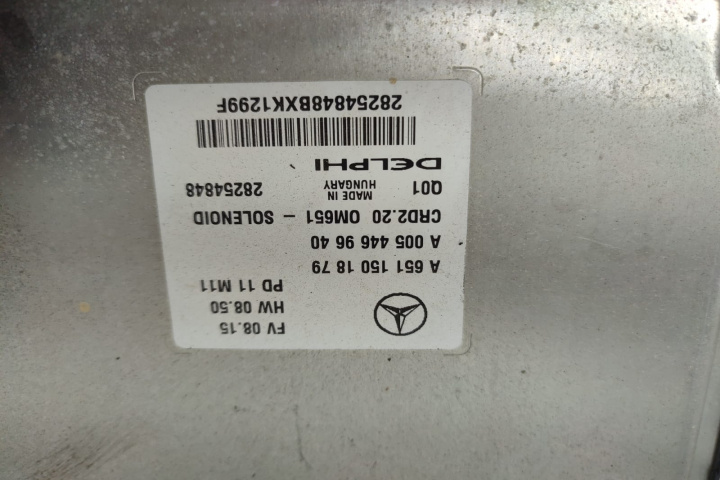 FV 08.15
HW 08.50
PD 11 M11
A 651 150 18 79
A 005 446 96 40
CRD2.20 OM651 - SOLENOID
Q01 MADE IN HUNGARY 28254848
DELPHI
28254848BXK1299F